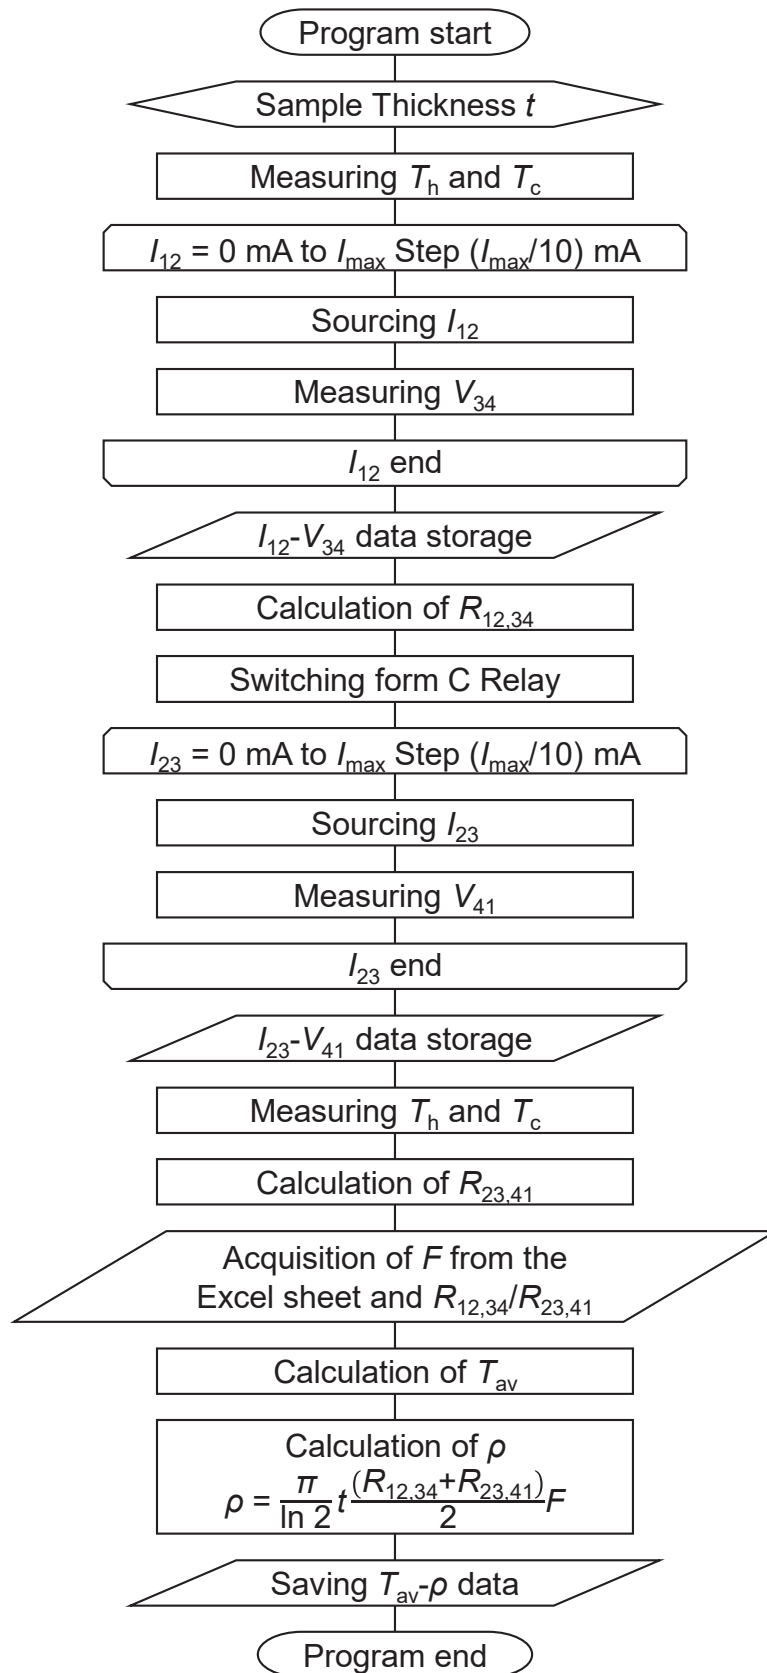 Program start
Sample Thickness t
Measuring Th and Tc
I12 = 0 mA to Imax Step (Imax/10) mA
Sourcing I12
Measuring V34
I12 end
I12-V34 data storage
Calculation of R12,34
Switching form C Relay
I23 = 0 mA to Imax Step (Imax/10) mA
Sourcing I23
Measuring V41
I23 end
I23-V41 data storage
Measuring Th and Tc
Calculation of R23,41
Acquisition of F from the
Excel sheet and R12,34/R23,41
Calculation of Tav
Calculation of ρ
ρ = π/ln 2 t (R12,34+R23,41)/2 F
Saving Tav-ρ data
Program end